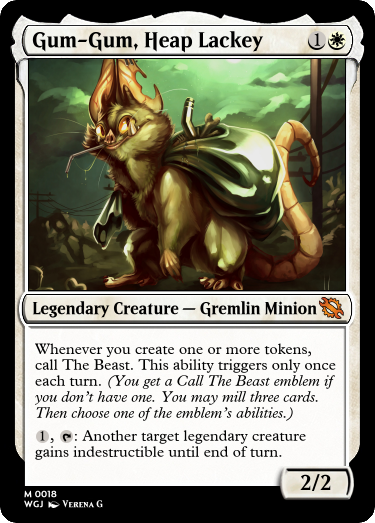 Gum-Gum, Heap Lackey 1
Legendary Creature — Gremlin Minion
Whenever you create one or more tokens,
call The Beast. This ability triggers only once
each turn. (You get a Call The Beast emblem if
you don't have one. You may mill three cards.
Then choose one of the emblem's abilities.)
1, : Another target legendary creature
gains indestructible until end of turn.
2/2
M 0018
WGJ VERENA G